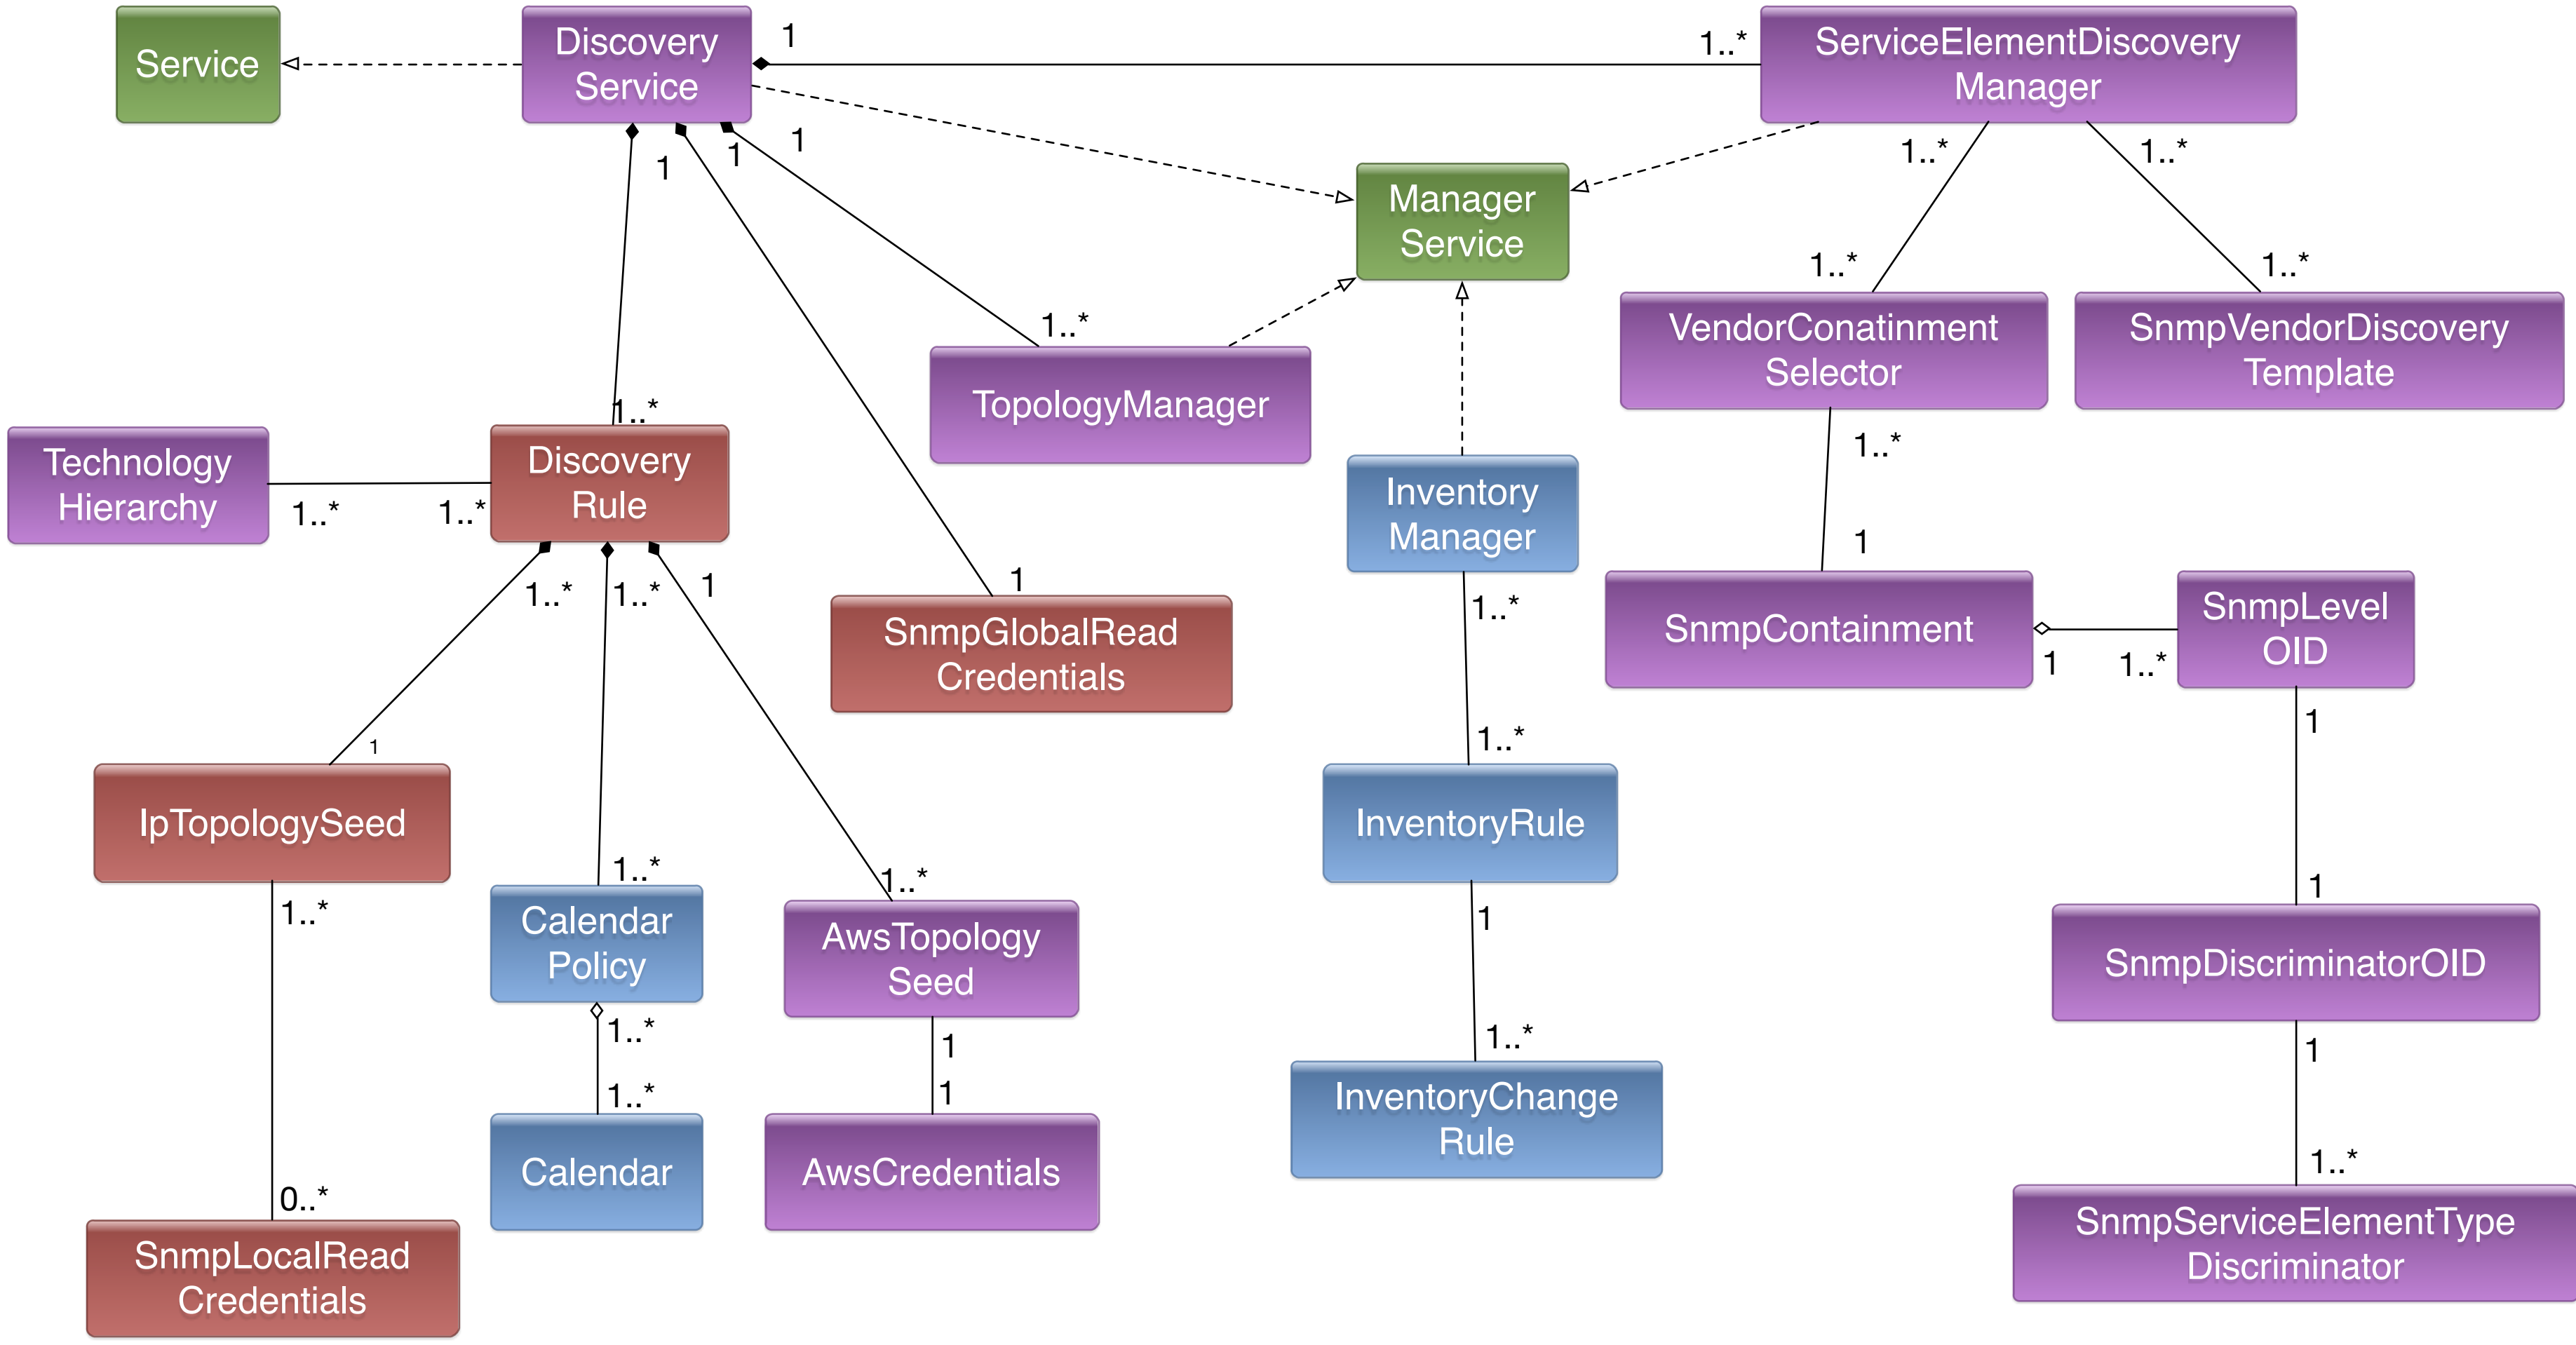 Service
Discovery
Service
1
1..*
ServiceElementDiscovery
Manager
1
1
1
1..*
1..*
Manager
Service
1..*
1..*
1..*
VendorConatinment
Selector
SnmpVendorDiscovery
Template
TopologyManager
1..*
Technology
Hierarchy
1..*
1..*
Discovery
Rule
1..*
1
Inventory
Manager
1..*
1..*
1
1
SnmpGlobalRead
Credentials
1..*
SnmpContainment
1
1..*
SnmpLevel
OID
1
1..*
1
IpTopologySeed
InventoryRule
1..*
1..*
1..*
1
1
Calendar
Policy
AwsTopology
Seed
SnmpDiscriminatorOID
1..*
1
1..*
1
1..*
1
Calendar
AwsCredentials
InventoryChange
Rule
1..*
0..*
SnmpLocalRead
Credentials
SnmpServiceElementType
Discriminator